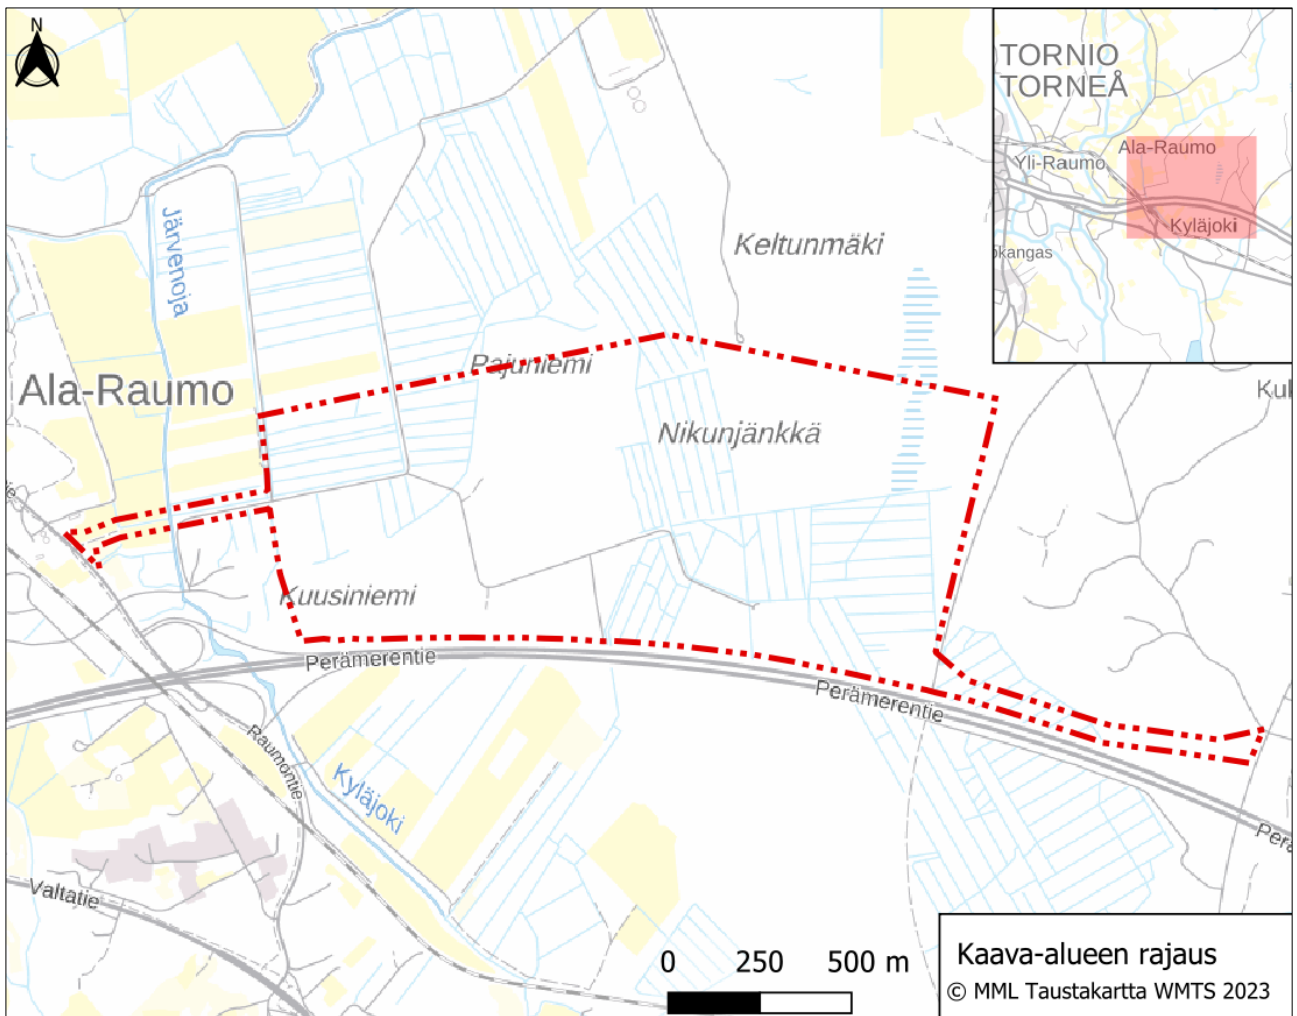 N
TORNIO
TORNEÅ
Ala-Raumo
Yli-Raumo
Kyläjoki
Järvenoja
Keltunmäki
Pajuniemi
Ala-Raumo
Nikunjänkkä
Kuusiniemi
Perämerentie
Perämerentie
Raumontie
Kyläjoki
Valtatie
0 250 500 m
Kaava-alueen rajaus
© MML Taustakartta WMTS 2023